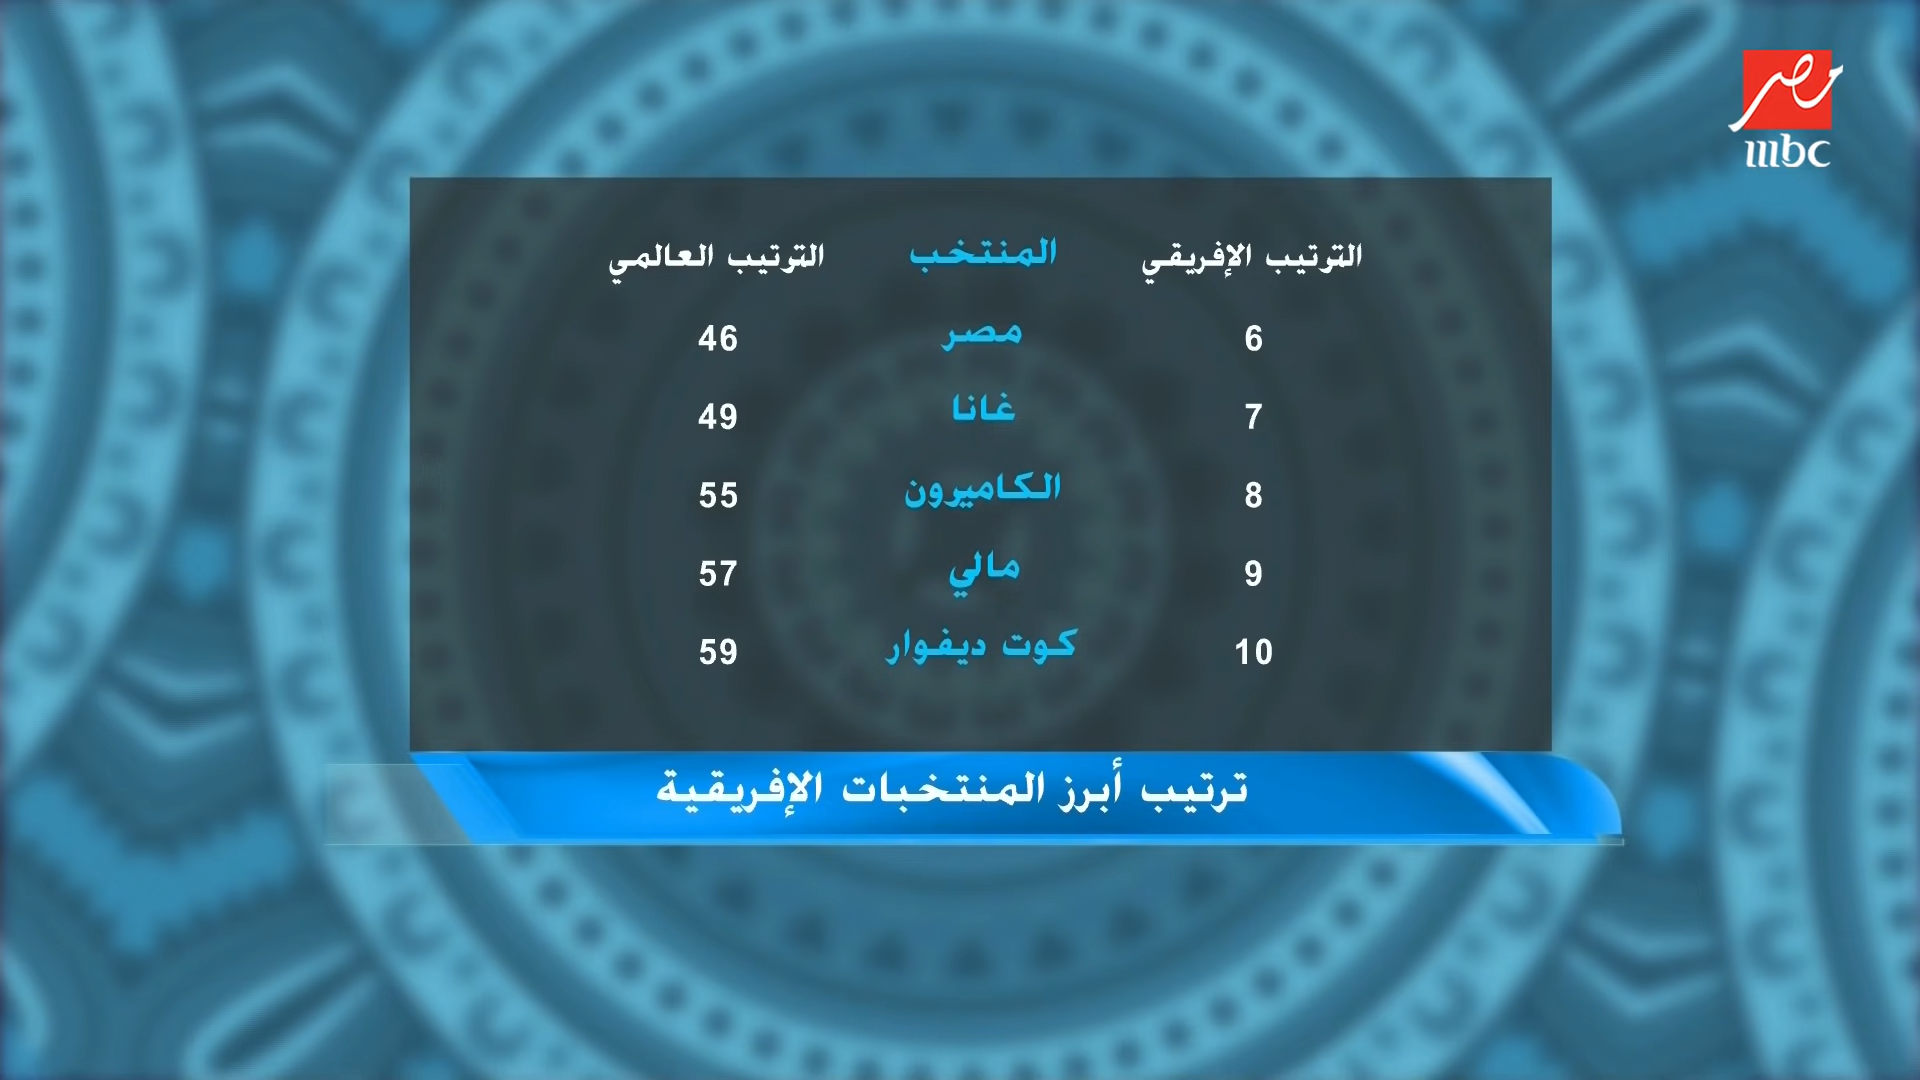 مصر
mbc
الترتيب الإفريقي المنتخب الترتيب العالمي
6 مصر 46
7 غانا 49
8 الكاميرون 55
9 مالي 57
10 كوت ديفوار 59
ترتيب أبرز المنتخبات الإفريقية